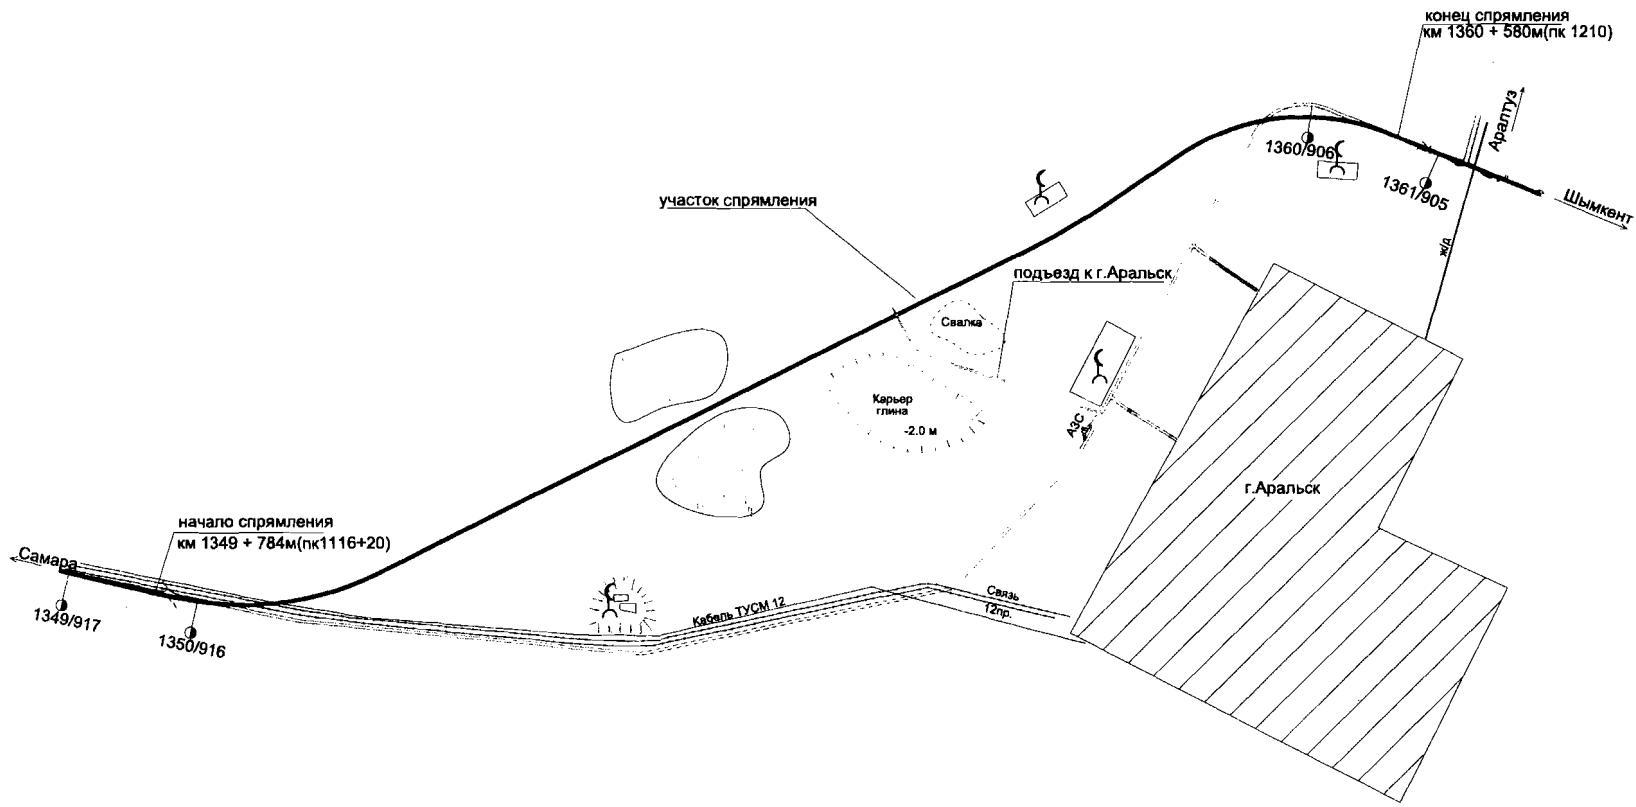 конец спрямления
км 1360 + 580м(пк 1210)
Аралтуз
1360/906
1361/905
Шымкент
участок спрямления
ж/д
подъезд к г.Аральск
Свалка
Карьер
глина
-2.0 м
АЗС
г.Аральск
начало спрямления
км 1349 + 784м(пк1116+20)
Самара
1349/917
1350/916
Кабель ТУСМ 12
Связь
12пр.